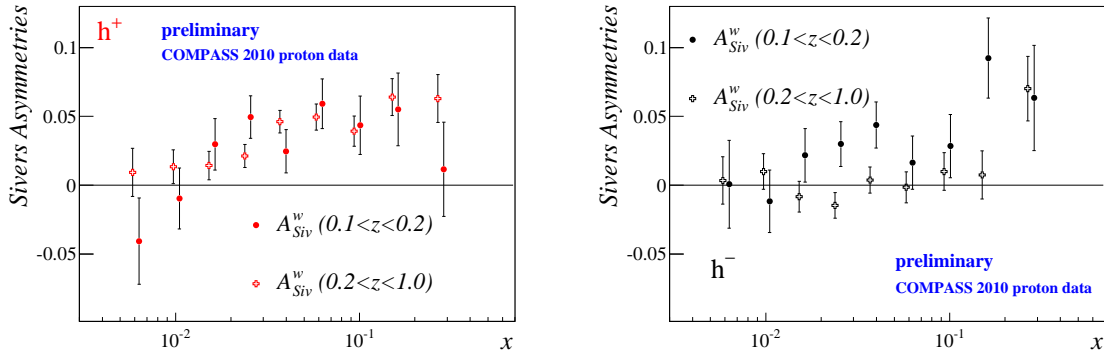 Sivers Asymmetries
0.1
0.05
0
-0.05
h⁺
preliminary
COMPASS 2010 proton data
A^w_Siv (0.1<z<0.2)
A^w_Siv (0.2<z<1.0)
10⁻²
10⁻¹
x
Sivers Asymmetries
0.1
0.05
0
-0.05
A^w_Siv (0.1<z<0.2)
A^w_Siv (0.2<z<1.0)
h⁻
preliminary
COMPASS 2010 proton data
10⁻²
10⁻¹
x